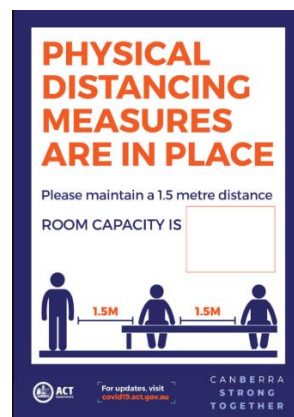 PHYSICAL
DISTANCING
MEASURES
ARE IN PLACE
Please maintain a 1.5 metre distance
ROOM CAPACITY IS
1.5M 1.5M
ACT
Government
For updates, visit
covid19.act.gov.au
CANBERRA
STRONG
TOGETHER